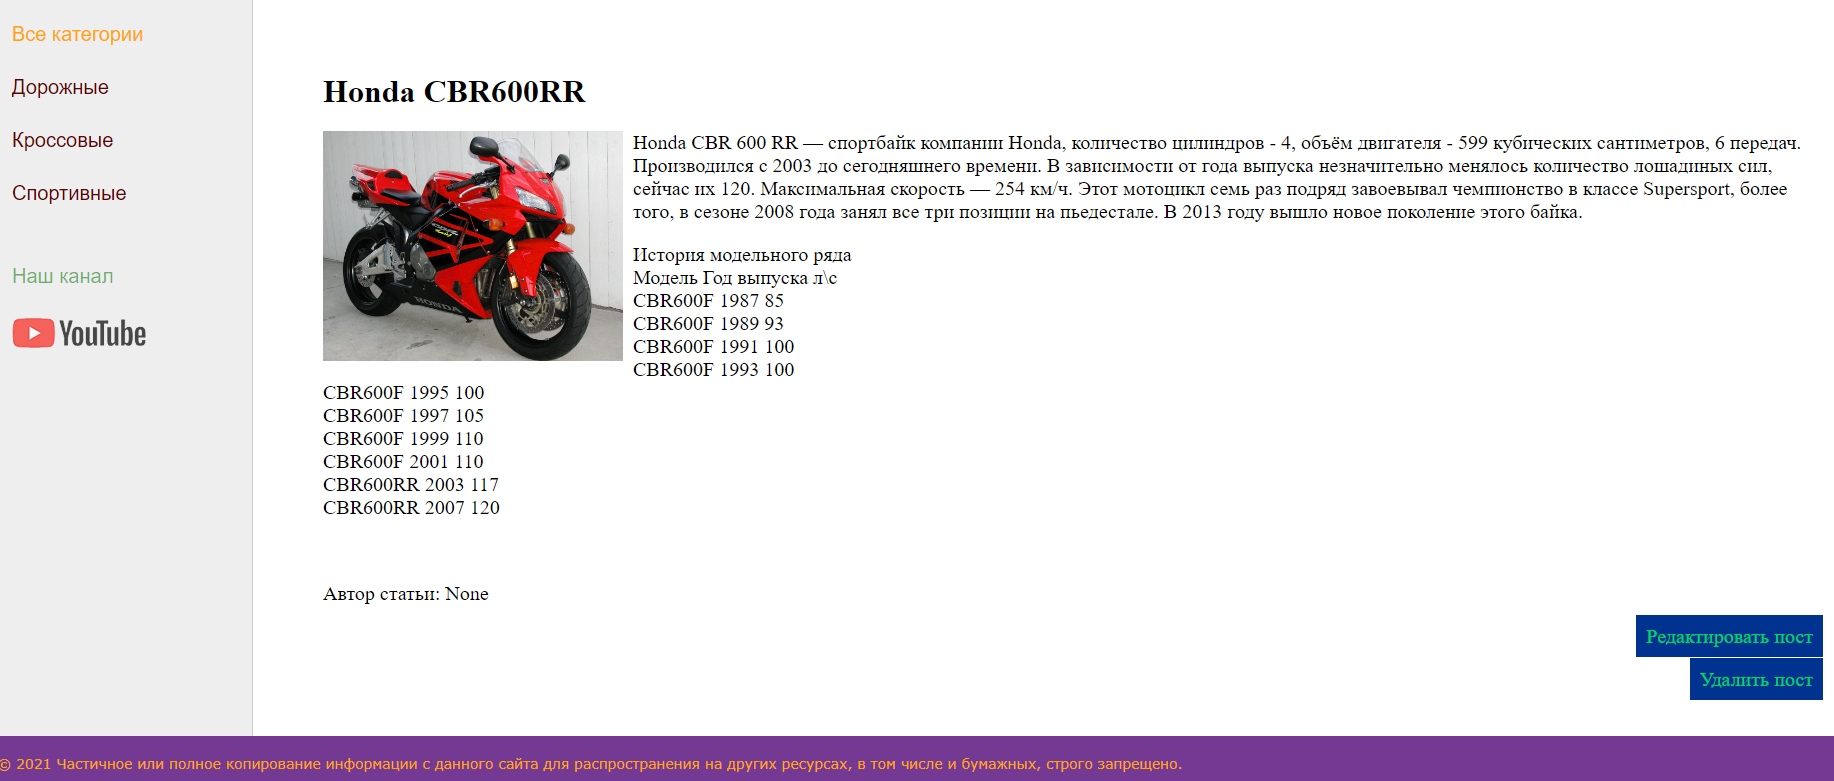 Все категории
Дорожные
Кроссовые
Спортивные
Наш канал
YouTube
Honda CBR600RR
HONDA
Honda CBR 600 RR — спортбайк компании Honda, количество цилиндров - 4, объём двигателя - 599 кубических сантиметров, 6 передач.
Производился с 2003 до сегодняшнего времени. В зависимости от года выпуска незначительно менялось количество лошадиных сил,
сейчас их 120. Максимальная скорость — 254 км/ч. Этот мотоцикл семь раз подряд завоевывал чемпионство в классе Supersport, более
того, в сезоне 2008 года занял все три позиции на пьедестале. В 2013 году вышло новое поколение этого байка.
История модельного ряда
Модель Год выпуска л\с
CBR600F 1987 85
CBR600F 1989 93
CBR600F 1991 100
CBR600F 1993 100
CBR600F 1995 100
CBR600F 1997 105
CBR600F 1999 110
CBR600F 2001 110
CBR600RR 2003 117
CBR600RR 2007 120
Автор статьи: None
Редактировать пост
Удалить пост
© 2021 Частичное или полное копирование информации с данного сайта для распространения на других ресурсах, в том числе и бумажных, строго запрещено.